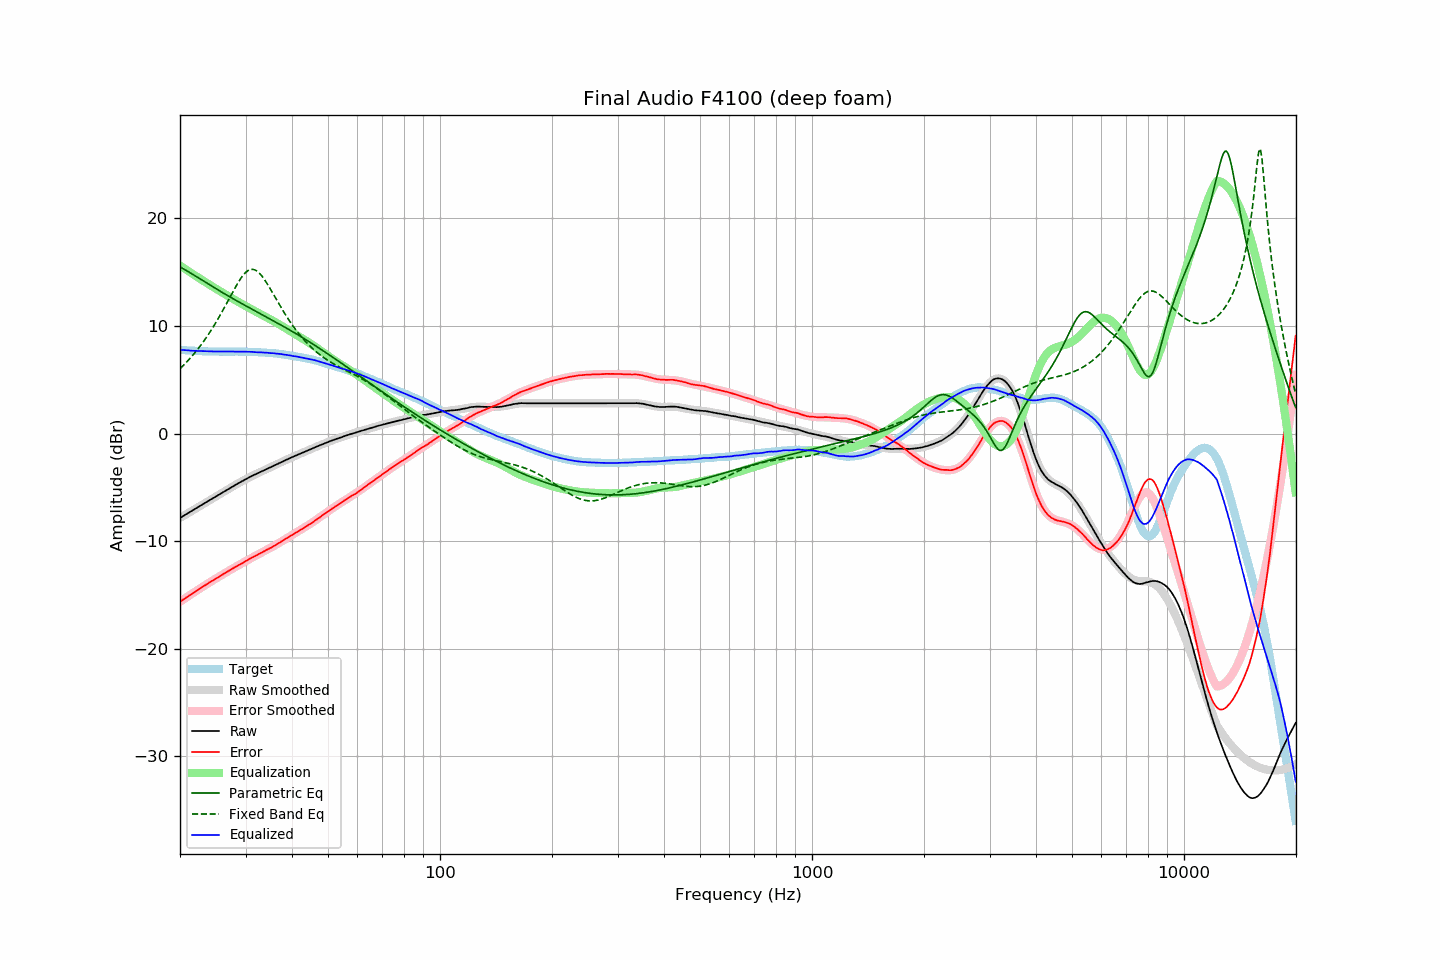 Final Audio F4100 (deep foam)
Amplitude (dBr)
20
10
0
−10
−20
−30
Target
Raw Smoothed
Error Smoothed
Raw
Error
Equalization
Parametric Eq
Fixed Band Eq
Equalized
100
1000
10000
Frequency (Hz)